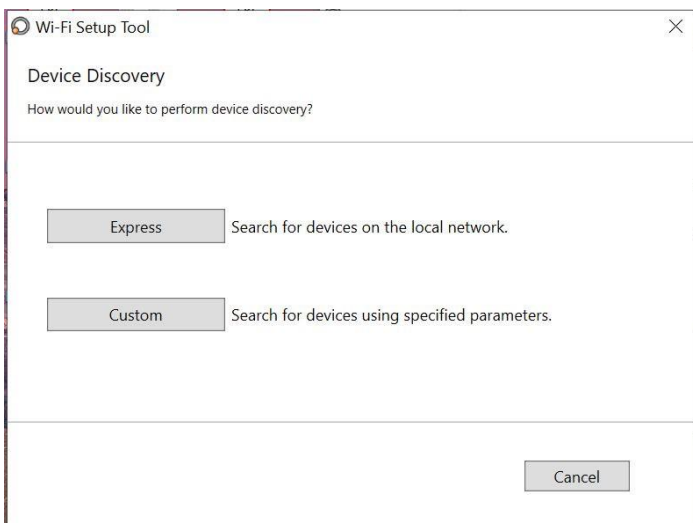 Wi-Fi Setup Tool
Device Discovery
How would you like to perform device discovery?
Express
Search for devices on the local network.
Custom
Search for devices using specified parameters.
Cancel